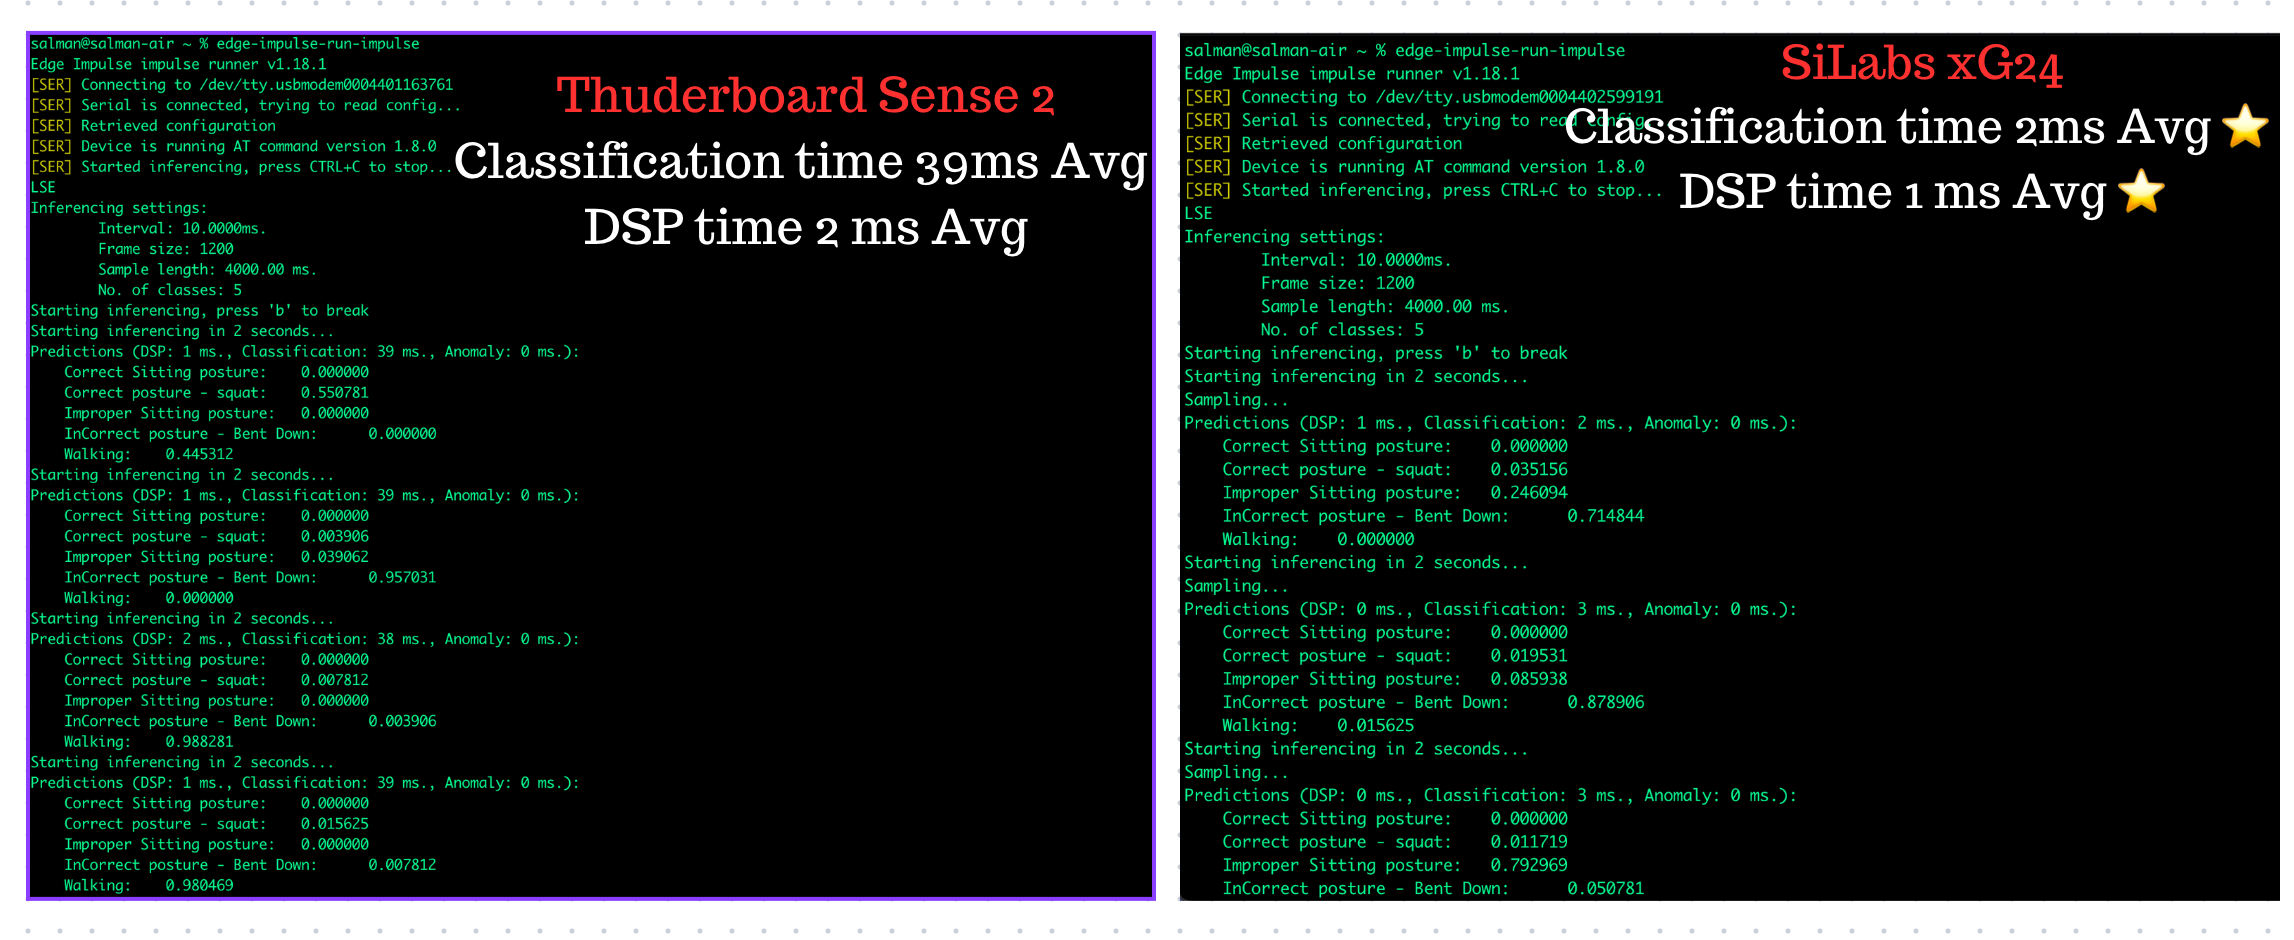 salman@salman-air ~ % edge-impulse-run-impulse
Edge Impulse impulse runner v1.18.1
[SER] Connecting to /dev/tty.usbmodem0004401163761
[SER] Serial is connected, trying to read config...
[SER] Retrieved configuration
[SER] Device is running AT command version 1.8.0
[SER] Started inferencing, press CTRL+C to stop...
LSE
Inferencing settings:
Interval: 10.0000ms.
Frame size: 1200
Sample length: 4000.00 ms.
No. of classes: 5
Starting inferencing, press 'b' to break
Starting inferencing in 2 seconds...
Predictions (DSP: 1 ms., Classification: 39 ms., Anomaly: 0 ms.):
Correct Sitting posture: 0.000000
Correct posture - squat: 0.550781
Improper Sitting posture: 0.000000
InCorrect posture - Bent Down: 0.000000
Walking: 0.445312
Starting inferencing in 2 seconds...
Predictions (DSP: 1 ms., Classification: 39 ms., Anomaly: 0 ms.):
Correct Sitting posture: 0.000000
Correct posture - squat: 0.003906
Improper Sitting posture: 0.039062
InCorrect posture - Bent Down: 0.957031
Walking: 0.000000
Starting inferencing in 2 seconds...
Predictions (DSP: 2 ms., Classification: 38 ms., Anomaly: 0 ms.):
Correct Sitting posture: 0.000000
Correct posture - squat: 0.007812
Improper Sitting posture: 0.000000
InCorrect posture - Bent Down: 0.003906
Walking: 0.988281
Starting inferencing in 2 seconds...
Predictions (DSP: 1 ms., Classification: 39 ms., Anomaly: 0 ms.):
Correct Sitting posture: 0.000000
Correct posture - squat: 0.015625
Improper Sitting posture: 0.000000
InCorrect posture - Bent Down: 0.007812
Walking: 0.980469
Thuderboard Sense 2
Classification time 39ms Avg
DSP time 2 ms Avg
salman@salman-air ~ % edge-impulse-run-impulse
Edge Impulse impulse runner v1.18.1
[SER] Connecting to /dev/tty.usbmodem0004402599191
[SER] Serial is connected, trying to read config...
[SER] Retrieved configuration
[SER] Device is running AT command version 1.8.0
[SER] Started inferencing, press CTRL+C to stop...
LSE
Inferencing settings:
Interval: 10.0000ms.
Frame size: 1200
Sample length: 4000.00 ms.
No. of classes: 5
Starting inferencing, press 'b' to break
Starting inferencing in 2 seconds...
Sampling...
Predictions (DSP: 1 ms., Classification: 2 ms., Anomaly: 0 ms.):
Correct Sitting posture: 0.000000
Correct posture - squat: 0.035156
Improper Sitting posture: 0.246094
InCorrect posture - Bent Down: 0.714844
Walking: 0.000000
Starting inferencing in 2 seconds...
Sampling...
Predictions (DSP: 0 ms., Classification: 3 ms., Anomaly: 0 ms.):
Correct Sitting posture: 0.000000
Correct posture - squat: 0.019531
Improper Sitting posture: 0.085938
InCorrect posture - Bent Down: 0.878906
Walking: 0.015625
Starting inferencing in 2 seconds...
Sampling...
Predictions (DSP: 0 ms., Classification: 3 ms., Anomaly: 0 ms.):
Correct Sitting posture: 0.000000
Correct posture - squat: 0.011719
Improper Sitting posture: 0.792969
InCorrect posture - Bent Down: 0.050781
SiLabs xG24
Classification time 2ms Avg ⭐
DSP time 1 ms Avg ⭐